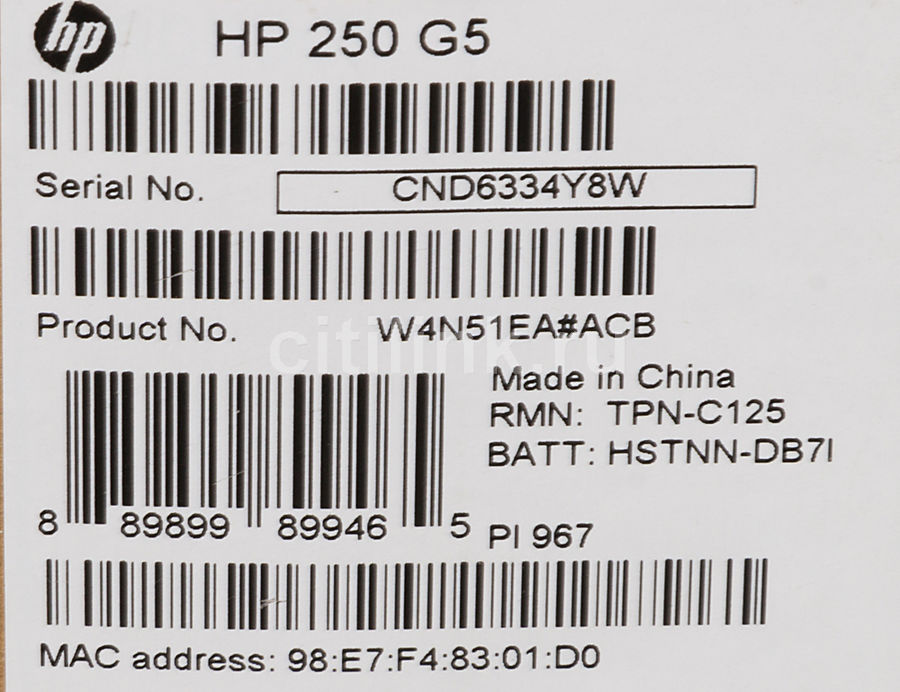 hp HP 250 G5
Serial No. CND6334Y8W
Product No. W4N51EA#ACB
citilink.ru
Made in China
RMN: TPN-C125
BATT: HSTNN-DB7I
8 89899 89946 5
PI 967
MAC address: 98:E7:F4:83:01:D0